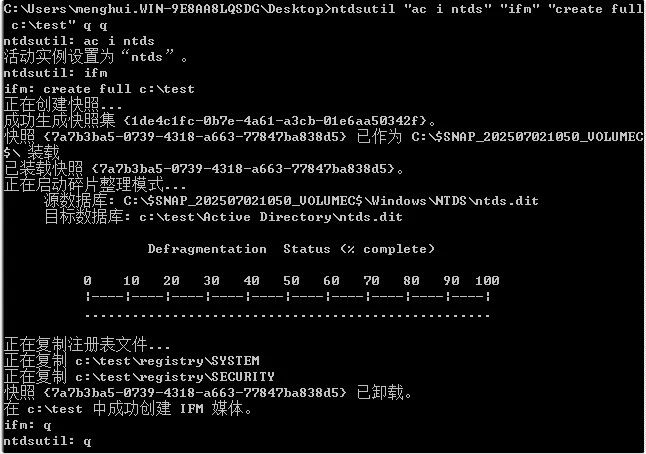 C:\Users\menghui.WIN-9E8AA8LQSDG\Desktop>ntdsutil "ac i ntds" "ifm" "create full
c:\test" q q
ntdsutil: ac i ntds
活动实例设置为“ntds”。
ntdsutil: ifm
ifm: create full c:\test
正在创建快照...
成功生成快照集 {1de4c1fc-0b7e-4a61-a3cb-01e6aa50342f}。
快照 {7a7b3ba5-0739-4318-a663-77847ba838d5} 已作为 C:\$SNAP_202507021050_VOLUMEC
$\ 装载
已装载快照 {7a7b3ba5-0739-4318-a663-77847ba838d5}。
正在启动碎片整理模式...
源数据库: C:\$SNAP_202507021050_VOLUMEC$\Windows\NTDS\ntds.dit
目标数据库: c:\test\Active Directory\ntds.dit
Defragmentation  Status (% complete)
0    10   20   30   40   50   60   70   80   90  100
|----|----|----|----|----|----|----|----|----|----|
...................................................
正在复制注册表文件...
正在复制 c:\test\registry\SYSTEM
正在复制 c:\test\registry\SECURITY
快照 {7a7b3ba5-0739-4318-a663-77847ba838d5} 已卸载。
在 c:\test 中成功创建 IFM 媒体。
ifm: q
ntdsutil: q